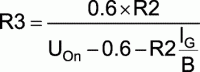 R3 = 0.6×R2 / (U_On − 0.6 − R2 I_G/B)